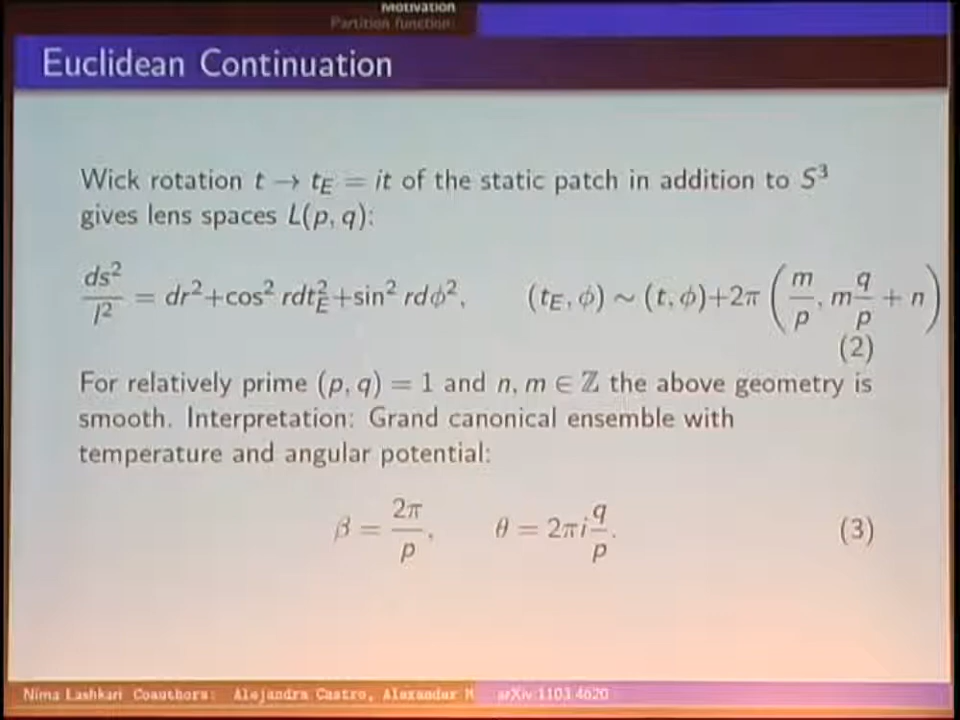 Motivation
Partition function
Euclidean Continuation
Wick rotation t → t_E = it of the static patch in addition to S³
gives lens spaces L(p, q):
ds²/l² = dr²+cos² rdt²_E+sin² rdϕ², (t_E, ϕ) ~ (t, ϕ)+2π (m/p, m q/p + n)
(2)
For relatively prime (p, q) = 1 and n, m ∈ ℤ the above geometry is
smooth. Interpretation: Grand canonical ensemble with
temperature and angular potential:
β = 2π/p, θ = 2πi q/p. (3)
Nima Lashkari Coauthors: Alejandra Castro, Alexander M arXiv:1103.4620